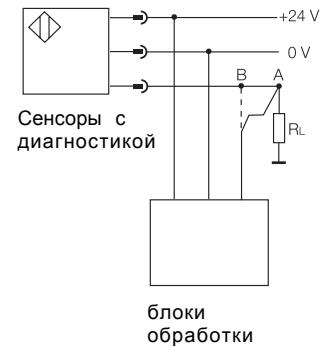 +24 V
0 V
B A
RL
Сенсоры с
диагностикой
блоки
обработки